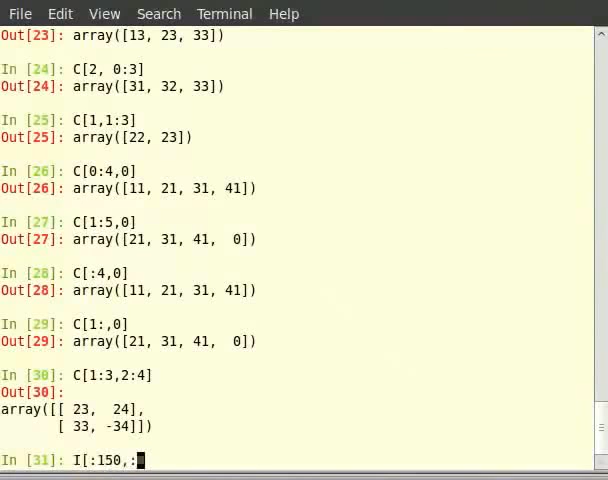 File Edit View Search Terminal Help
Out[23]: array([13, 23, 33])
In [24]: C[2, 0:3]
Out[24]: array([31, 32, 33])
In [25]: C[1,1:3]
Out[25]: array([22, 23])
In [26]: C[0:4,0]
Out[26]: array([11, 21, 31, 41])
In [27]: C[1:5,0]
Out[27]: array([21, 31, 41,  0])
In [28]: C[:4,0]
Out[28]: array([11, 21, 31, 41])
In [29]: C[1:,0]
Out[29]: array([21, 31, 41,  0])
In [30]: C[1:3,2:4]
Out[30]:
array([[ 23,  24],
       [ 33, -34]])
In [31]: I[:150,: